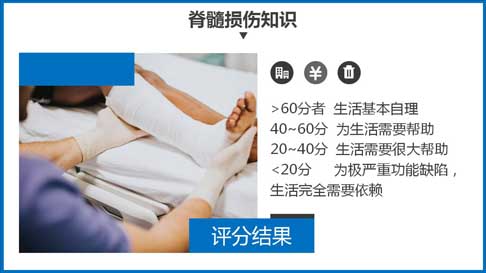 脊髓损伤知识
>60分者 生活基本自理
40~60分 为生活需要帮助
20~40分 生活需要很大帮助
<20分 为极严重功能缺陷，
生活完全需要依赖
评分结果